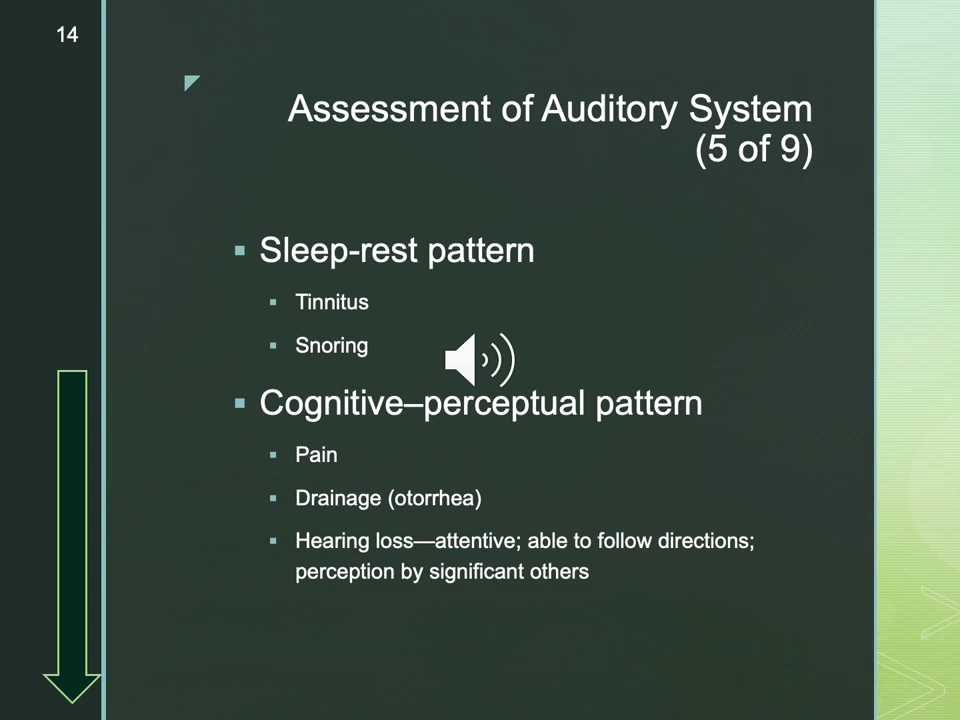 14
Assessment of Auditory System
(5 of 9)
▪ Sleep-rest pattern
▪ Tinnitus
▪ Snoring
▪ Cognitive–perceptual pattern
▪ Pain
▪ Drainage (otorrhea)
▪ Hearing loss—attentive; able to follow directions;
perception by significant others